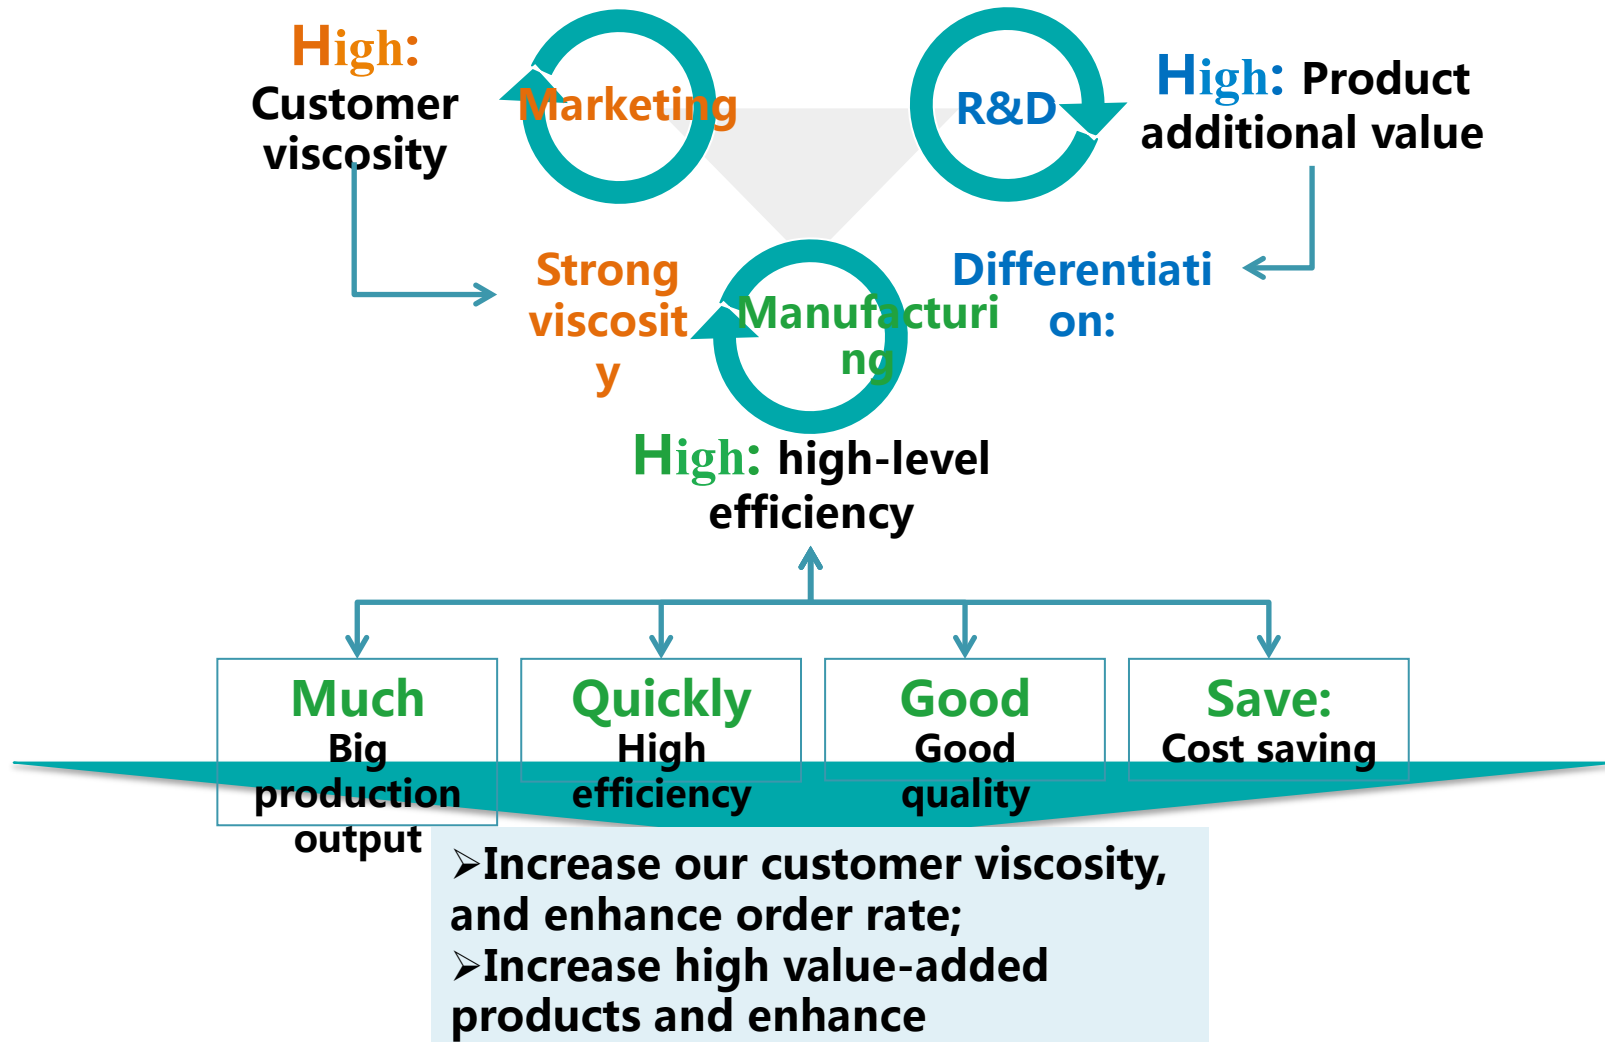 High:
Customer
viscosity
Marketing
R&D
High: Product
additional value
Strong
viscosit
y
Manufacturi
ng
Differentiati
on:
High: high-level
efficiency
Much
Big
production
output
Quickly
High
efficiency
Good
Good
quality
Save:
Cost saving
➢Increase our customer viscosity,
and enhance order rate;
➢Increase high value-added
products and enhance